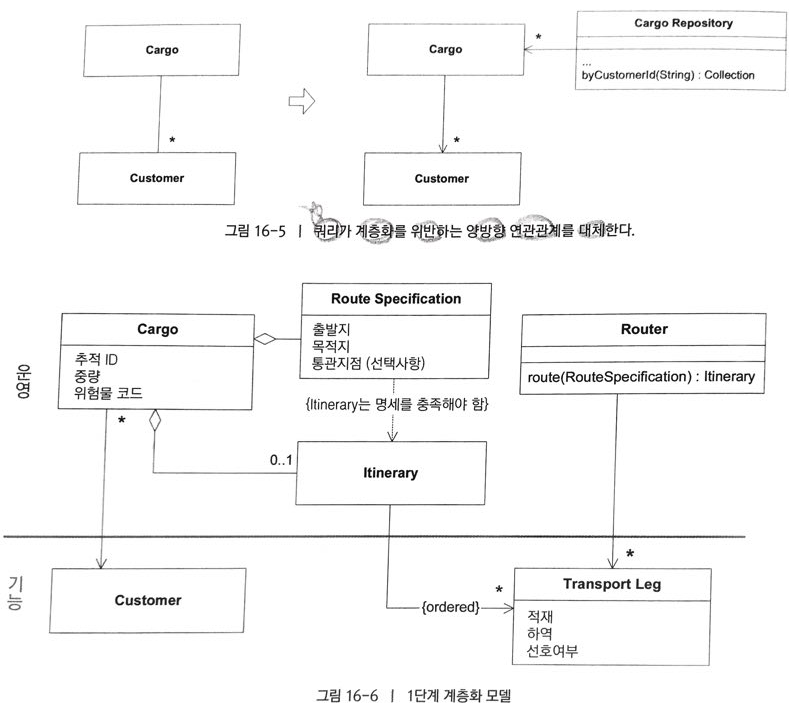 Cargo
*
Customer
Cargo
*
Customer
*
Cargo Repository
...
byCustomerId(String) : Collection
그림 16-5 | 쿼리가 계층화를 위반하는 양방향 연관관계를 대체한다.
운영
Cargo
추적 ID
중량
위험물 코드
*
Route Specification
출발지
목적지
통관지점 (선택사항)
{Itinerary는 명세를 충족해야 함}
0..1
Itinerary
Router
route(RouteSpecification) : Itinerary
기능
Customer
{ordered}
*
*
Transport Leg
적재
하역
선호여부
그림 16-6 | 1단계 계층화 모델